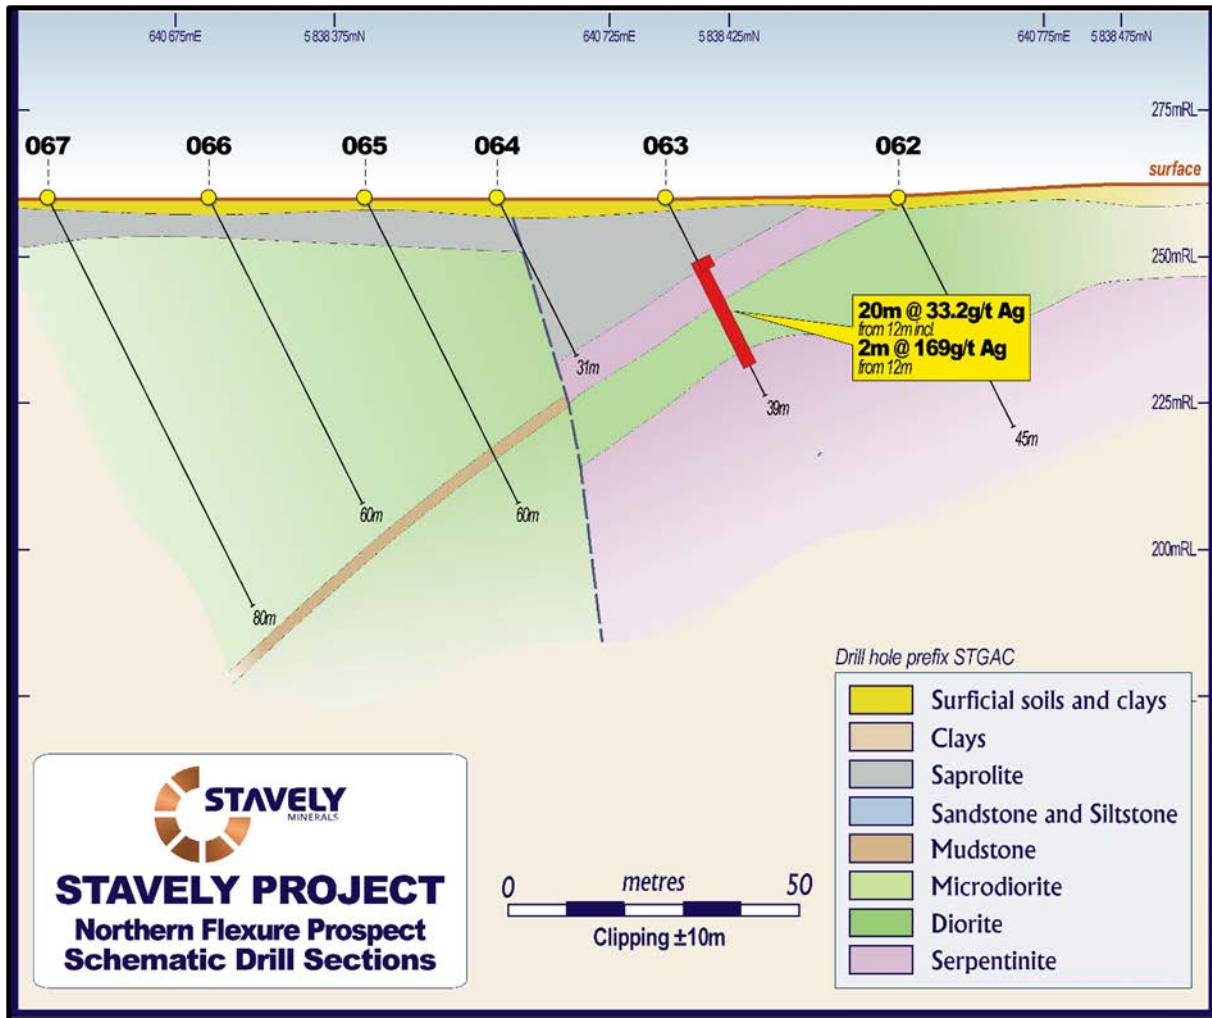 640 675mE
5 838 375mN
640 725mE
5 838 425mN
640 775mE
5 838 475mN
275mRL
067
066
065
064
063
062
surface
250mRL
20m @ 33.2g/t Ag
from 12m incl.
2m @ 169g/t Ag
from 12m
31m
39m
225mRL
45m
60m
60m
200mRL
80m
Drill hole prefix STGAC
Surficial soils and clays
Clays
Saprolite
Sandstone and Siltstone
Mudstone
Microdiorite
Diorite
Serpentinite
STAVELY
MINERALS
STAVELY PROJECT
Northern Flexure Prospect
Schematic Drill Sections
0 metres 50
Clipping ±10m